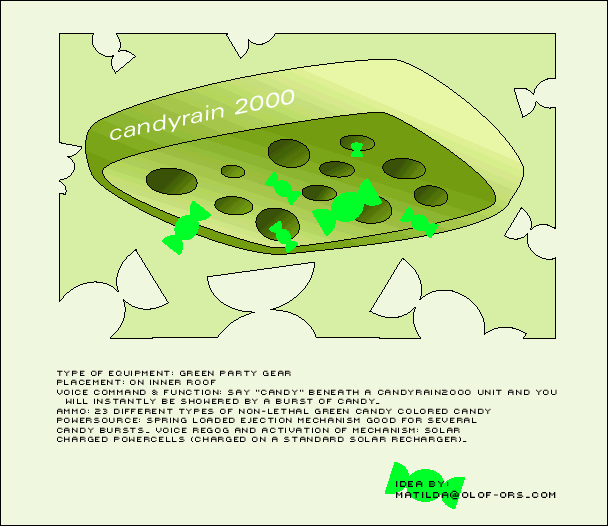 candyrain 2000
TYPE OF EQUIPMENT: GREEN PARTY GEAR
PLACEMENT: ON INNER ROOF
VOICE COMMAND & FUNCTION: SAY "CANDY" BENEATH A CANDYRAIN2000 UNIT AND YOU
WILL INSTANTLY BE SHOWERED BY A BURST OF CANDY.
AMMO: 23 DIFFERENT TYPES OF NON-LETHAL GREEN CANDY COLORED CANDY
POWERSOURCE: SPRING LOADED EJECTION MECHANISM GOOD FOR SEVERAL
CANDY BURSTS. VOICE REGOG AND ACTIVATION OF MECHANISM: SOLAR
CHARGED POWERCELLS (CHARGED ON A STANDARD SOLAR RECHARGER).
IDEA BY:
MATILDA@OLOF-ORS.COM